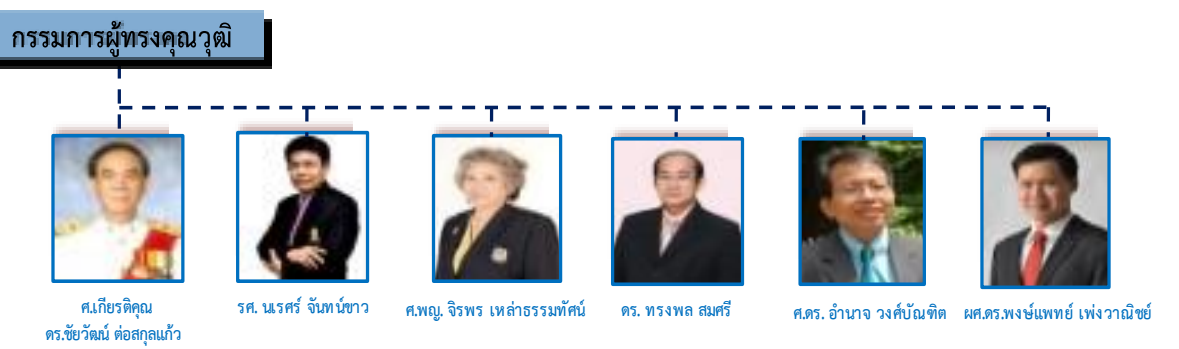 กรรมการผู้ทรงคุณวุฒิ
ศ.เกียรติคุณ
ดร.ชัยวัฒน์ ต่อสกุลแก้ว
รศ. นเรศร์ จันทน์ขาว
ศ.พญ. จิรพร เหล่าธรรมทัศน์
ดร. ทรงพล สมศรี
ศ.ดร. อำนาจ วงศ์บัณฑิต
ผศ.ดร.พงษ์แพทย์ เพ่งวาณิชย์